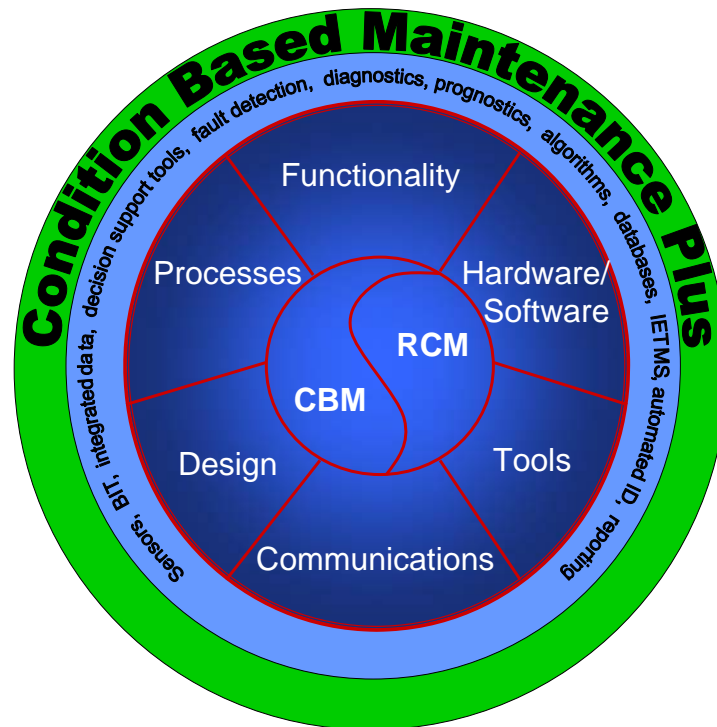 Condition Based Maintenance Plus
Sensors, BIT, integrated data, decision support tools, fault detection, diagnostics, prognostics, algorithms, databases, IETMS, automated ID, reporting
Functionality
Processes
Hardware/
Software
RCM
CBM
Design
Tools
Communications